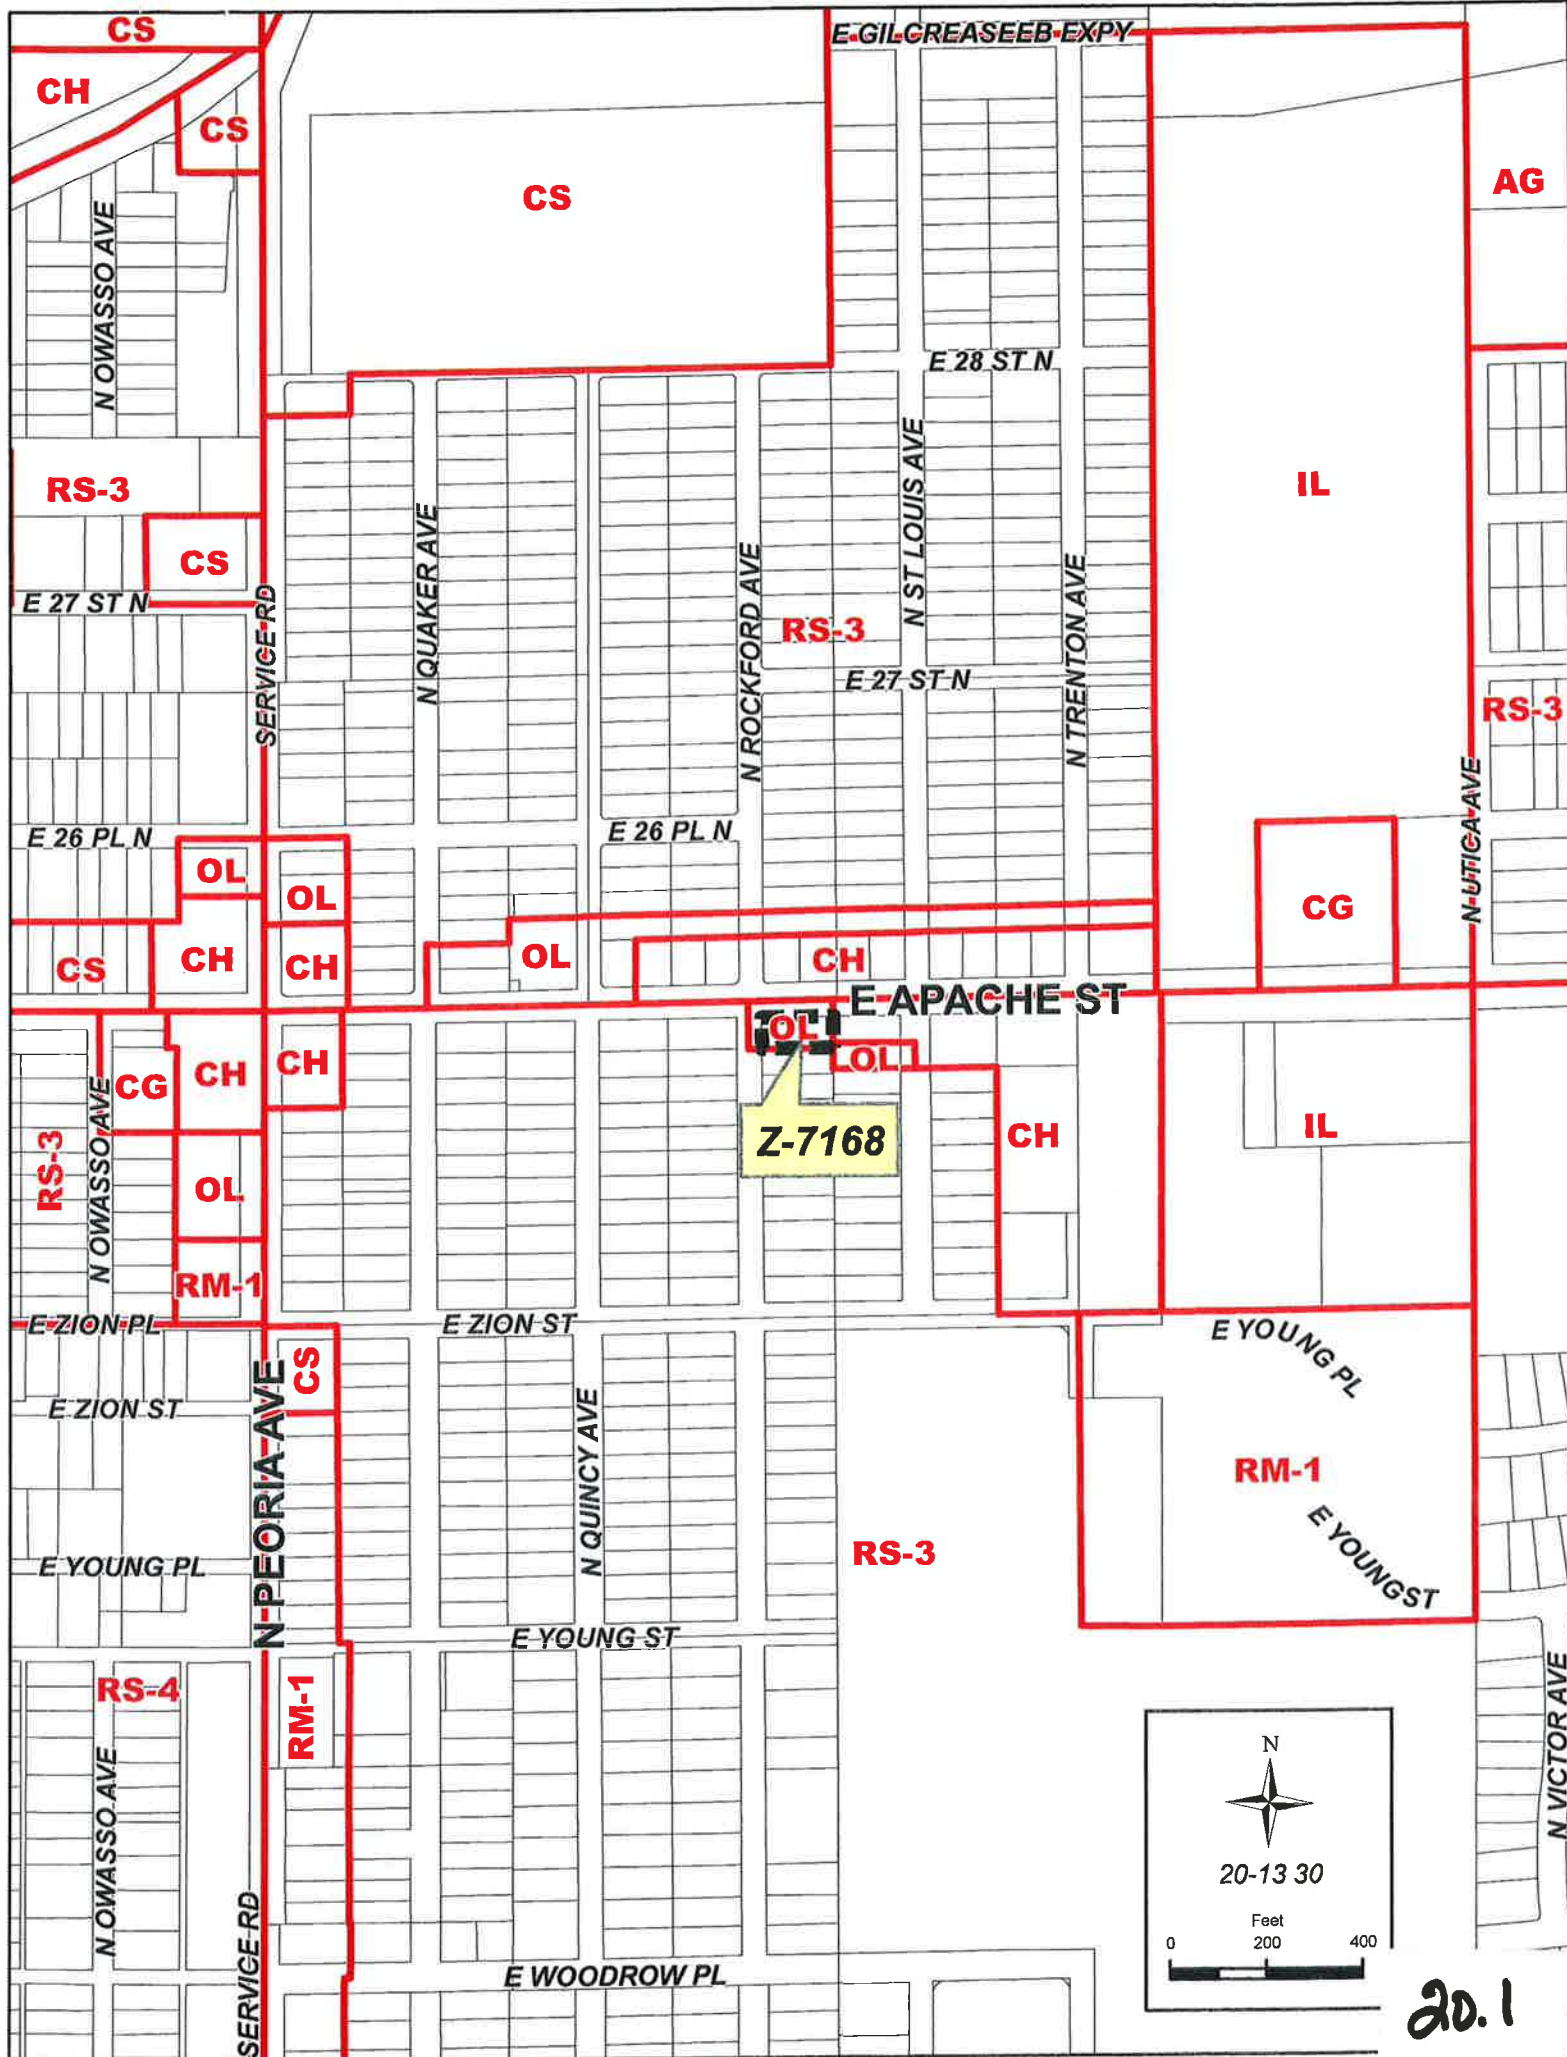 CS
E GILCREASEEB EXPY
CH
CS
CS
AG
N OWASSO AVE
E 28 ST N
RS-3
IL
CS
N QUAKER AVE
N ST LOUIS AVE
E 27 ST N
SERVICE RD
N ROCKFORD AVE
RS-3
N TRENTON AVE
E 27 ST N
RS-3
N UTICA AVE
E 26 PL N
E 26 PL N
OL
OL
CG
CS
CH
CH
OL
CH
E APACHE ST
OL
OL
CG
CH
CH
Z-7168
CH
IL
RS-3
N OWASSO AVE
OL
RM-1
E ZION PL
E ZION ST
E YOUNG PL
CS
E ZION ST
N PEORIA AVE
N QUINCY AVE
RM-1
RS-3
E YOUNG ST
E YOUNG PL
E YOUNG ST
RS-4
RM-1
N VICTOR AVE
N OWASSO AVE
N
20-13 30
Feet
0 200 400
SERVICE RD
E WOODROW PL
20.1